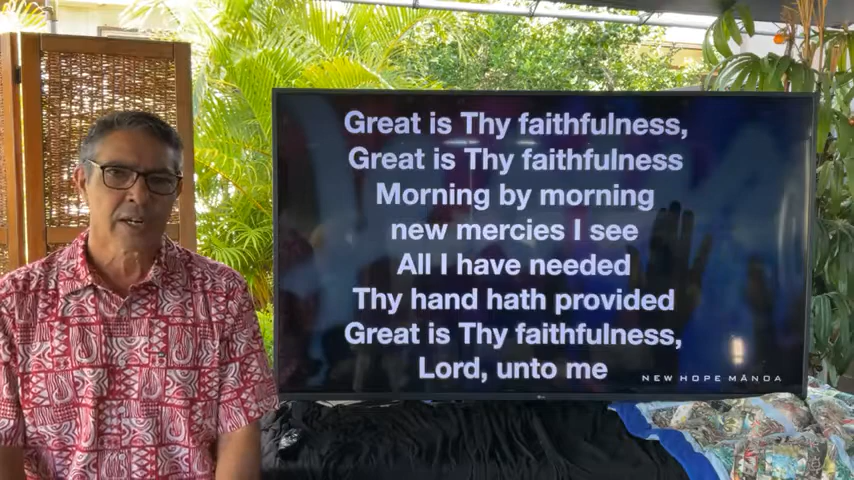 Great is Thy faithfulness,
Great is Thy faithfulness
Morning by morning
new mercies I see
All I have needed
Thy hand hath provided
Great is Thy faithfulness,
Lord, unto me
NEW HOPE MĀNOA
LG